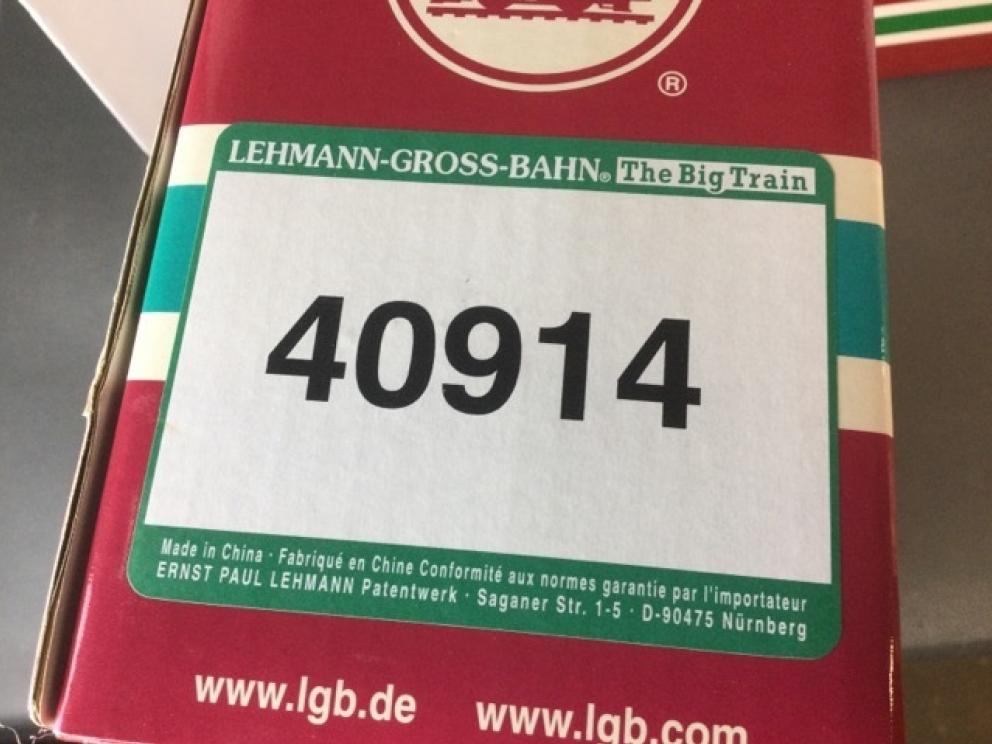 ®
LEHMANN-GROSS-BAHN® The Big Train
40914
Made in China · Fabriqué en Chine Conformité aux normes garantie par l'importateur
ERNST PAUL LEHMANN Patentwerk · Saganer Str. 1-5 · D-90475 Nürnberg
www.lgb.de www.lgb.com